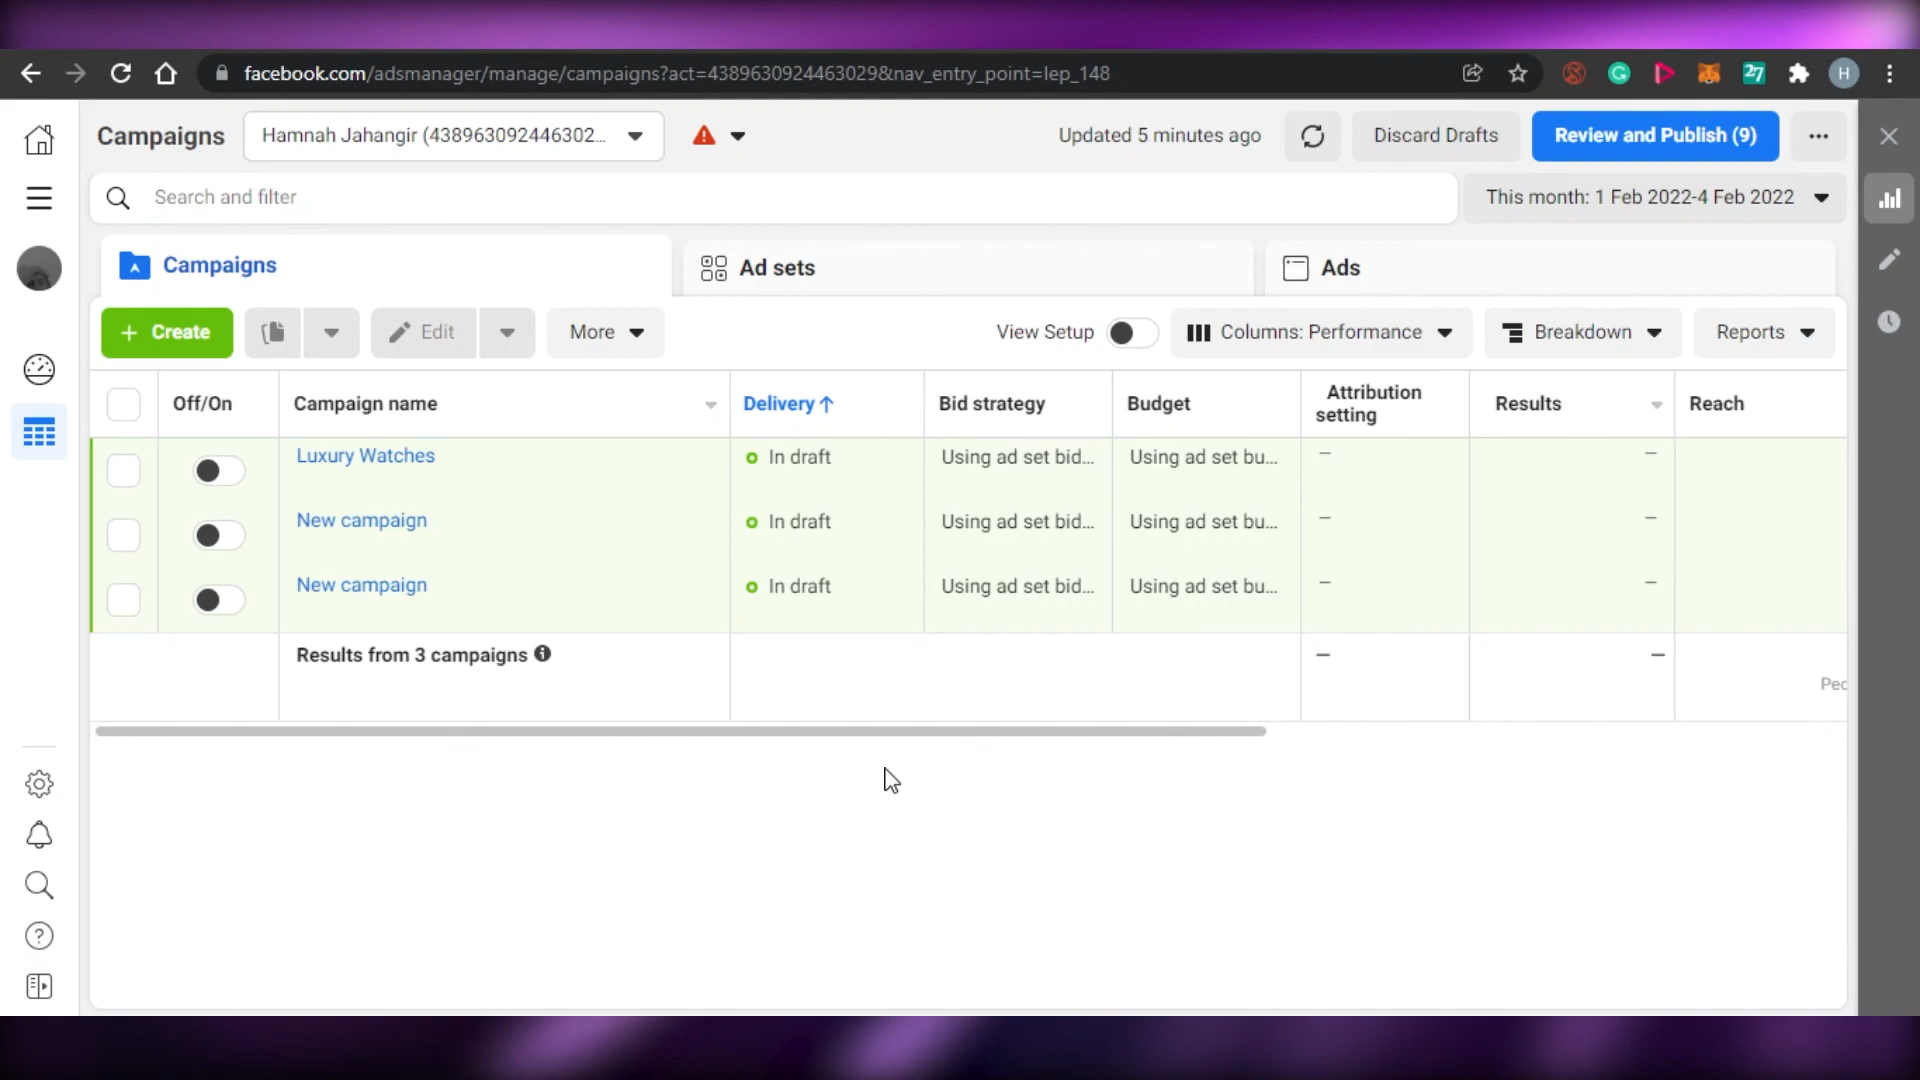 facebook.com/adsmanager/manage/campaigns?act=4389630924463029&nav_entry_point=lep_148
27
H
Campaigns
Hamnah Jahangir (438963092446302...
Updated 5 minutes ago
Discard Drafts
Review and Publish (9)
Search and filter
This month: 1 Feb 2022-4 Feb 2022
Campaigns
Ad sets
Ads
+ Create
Edit
More
View Setup
Columns: Performance
Breakdown
Reports
Off/On
Campaign name
Delivery ↑
Bid strategy
Budget
Attribution
setting
Results
Reach
Luxury Watches
In draft
Using ad set bid...
Using ad set bu...
–
–
New campaign
In draft
Using ad set bid...
Using ad set bu...
–
–
New campaign
In draft
Using ad set bid...
Using ad set bu...
–
–
Results from 3 campaigns
–
–
Pec